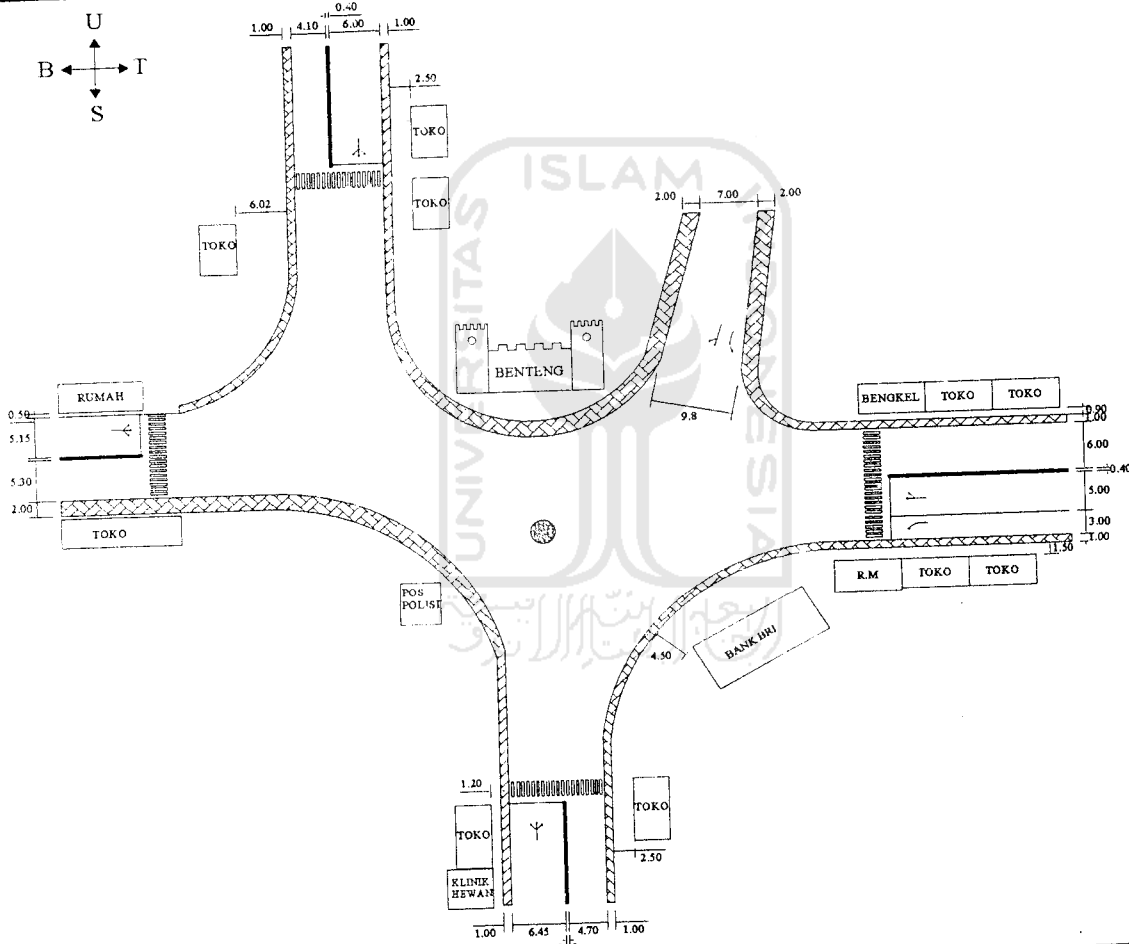 0.40
1.00 4.10 6.00 1.00
U
B T
S
2.50
TOKO
TOKO
ISLAM
UNIVERSITAS
INDONESIA
2.00 7.00 2.00
6.02
TOKO
BENTENG
9.8
RUMAH
0.50
5.15
5.30
2.00
TOKO
BENGKEL TOKO TOKO
0.90
1.00
6.00
0.40
5.00
3.00
1.00
11.50
R.M TOKO TOKO
POS
POLISI
4.50
BANK BRI
1.20
TOKO
KLINIK
HEWAN
TOKO
2.50
1.00 6.45 4.70 1.00